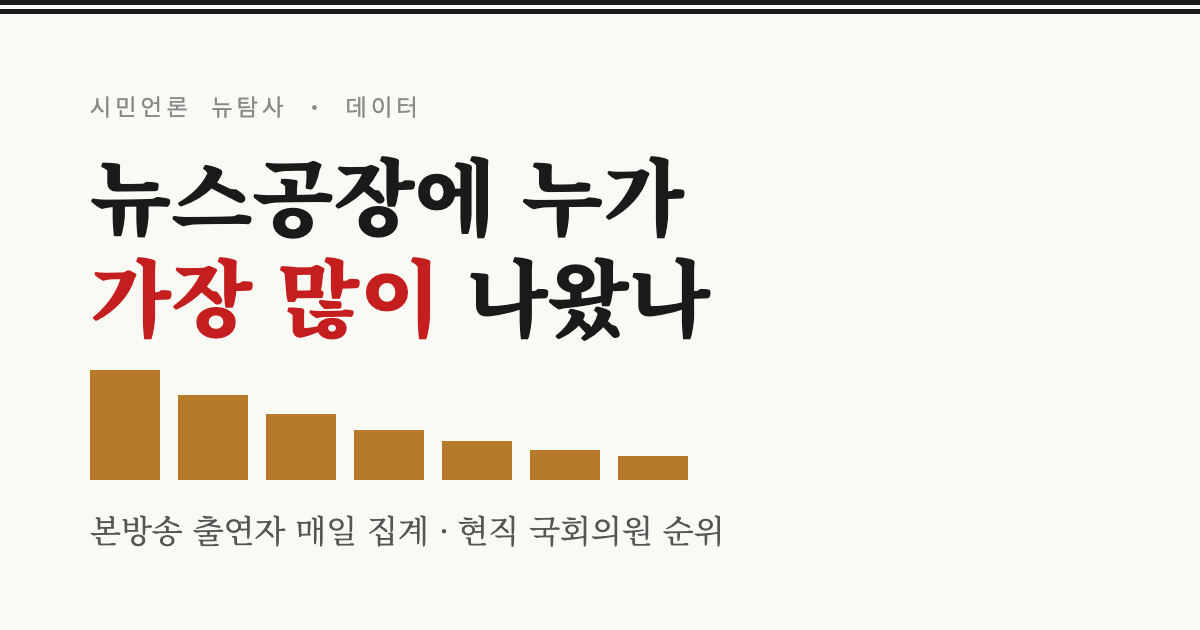 시민언론 뉴탐사 · 데이터
뉴스공장에 누가
가장 많이 나왔나
본방송 출연자 매일 집계 · 현직 국회의원 순위